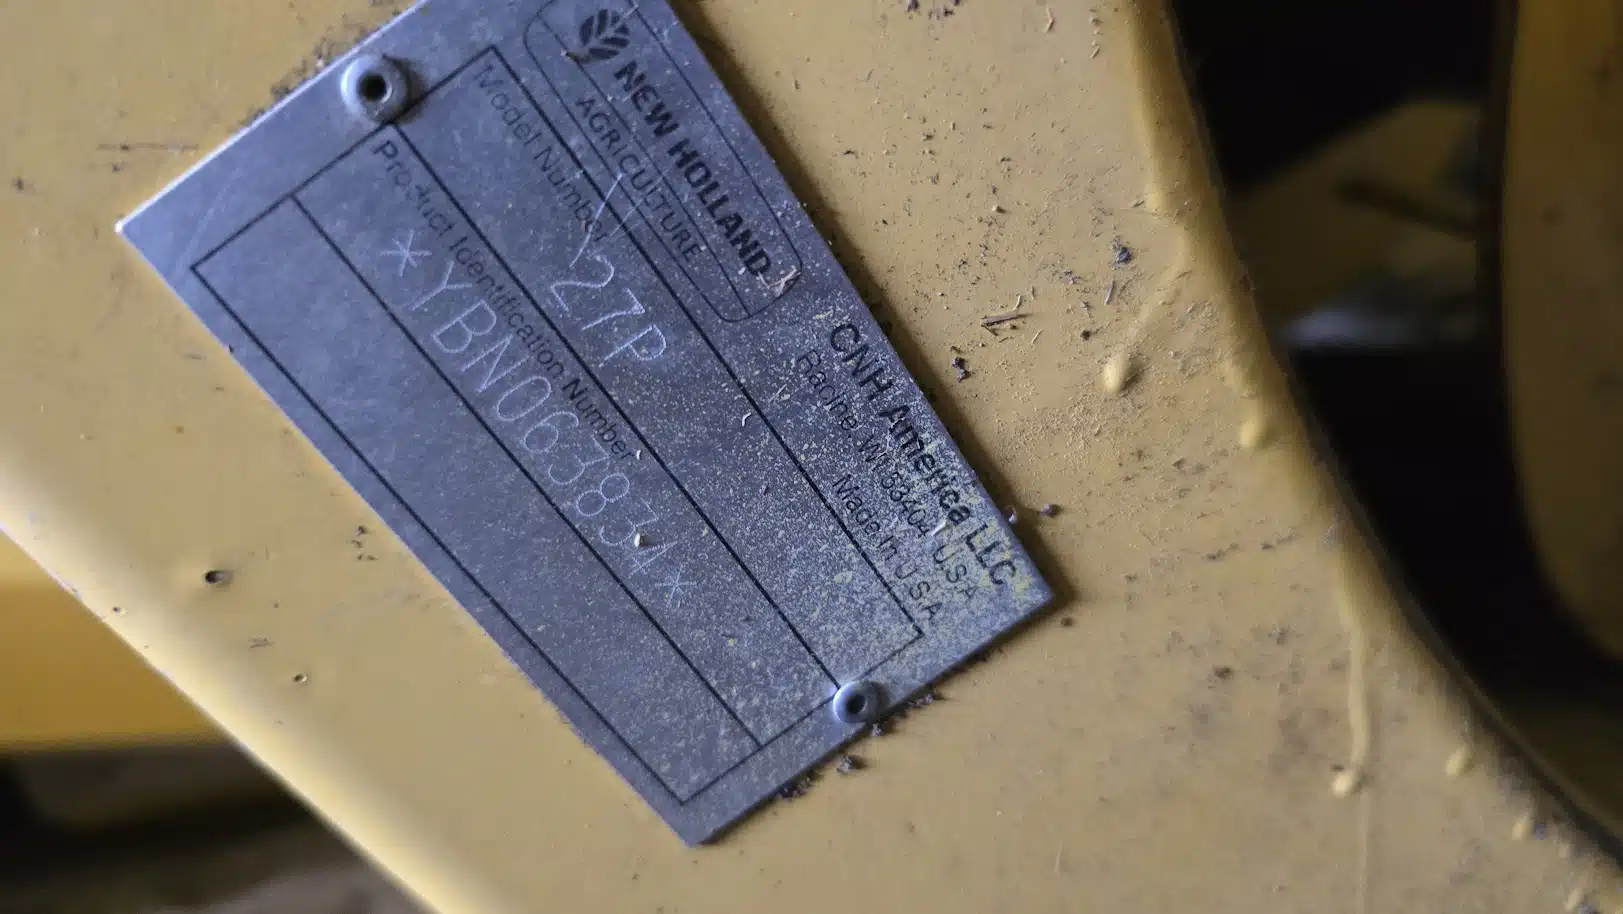 NEW HOLLAND
AGRICULTURE
CNH America LLC
Racine, WI 53404 USA
Made In USA
Model Number
27P
Product Identification Number
*YBN063834*